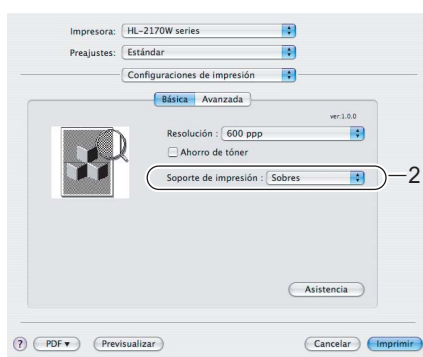 Impresora: HL-2170W series
Preajustes: Estándar
Configuraciones de impresión
Básica Avanzada
ver.1.0.0
Resolución : 600 ppp
Ahorro de tóner
Soporte de impresión : Sobres 2
Asistencia
? PDF Previsualizar Cancelar Imprimir